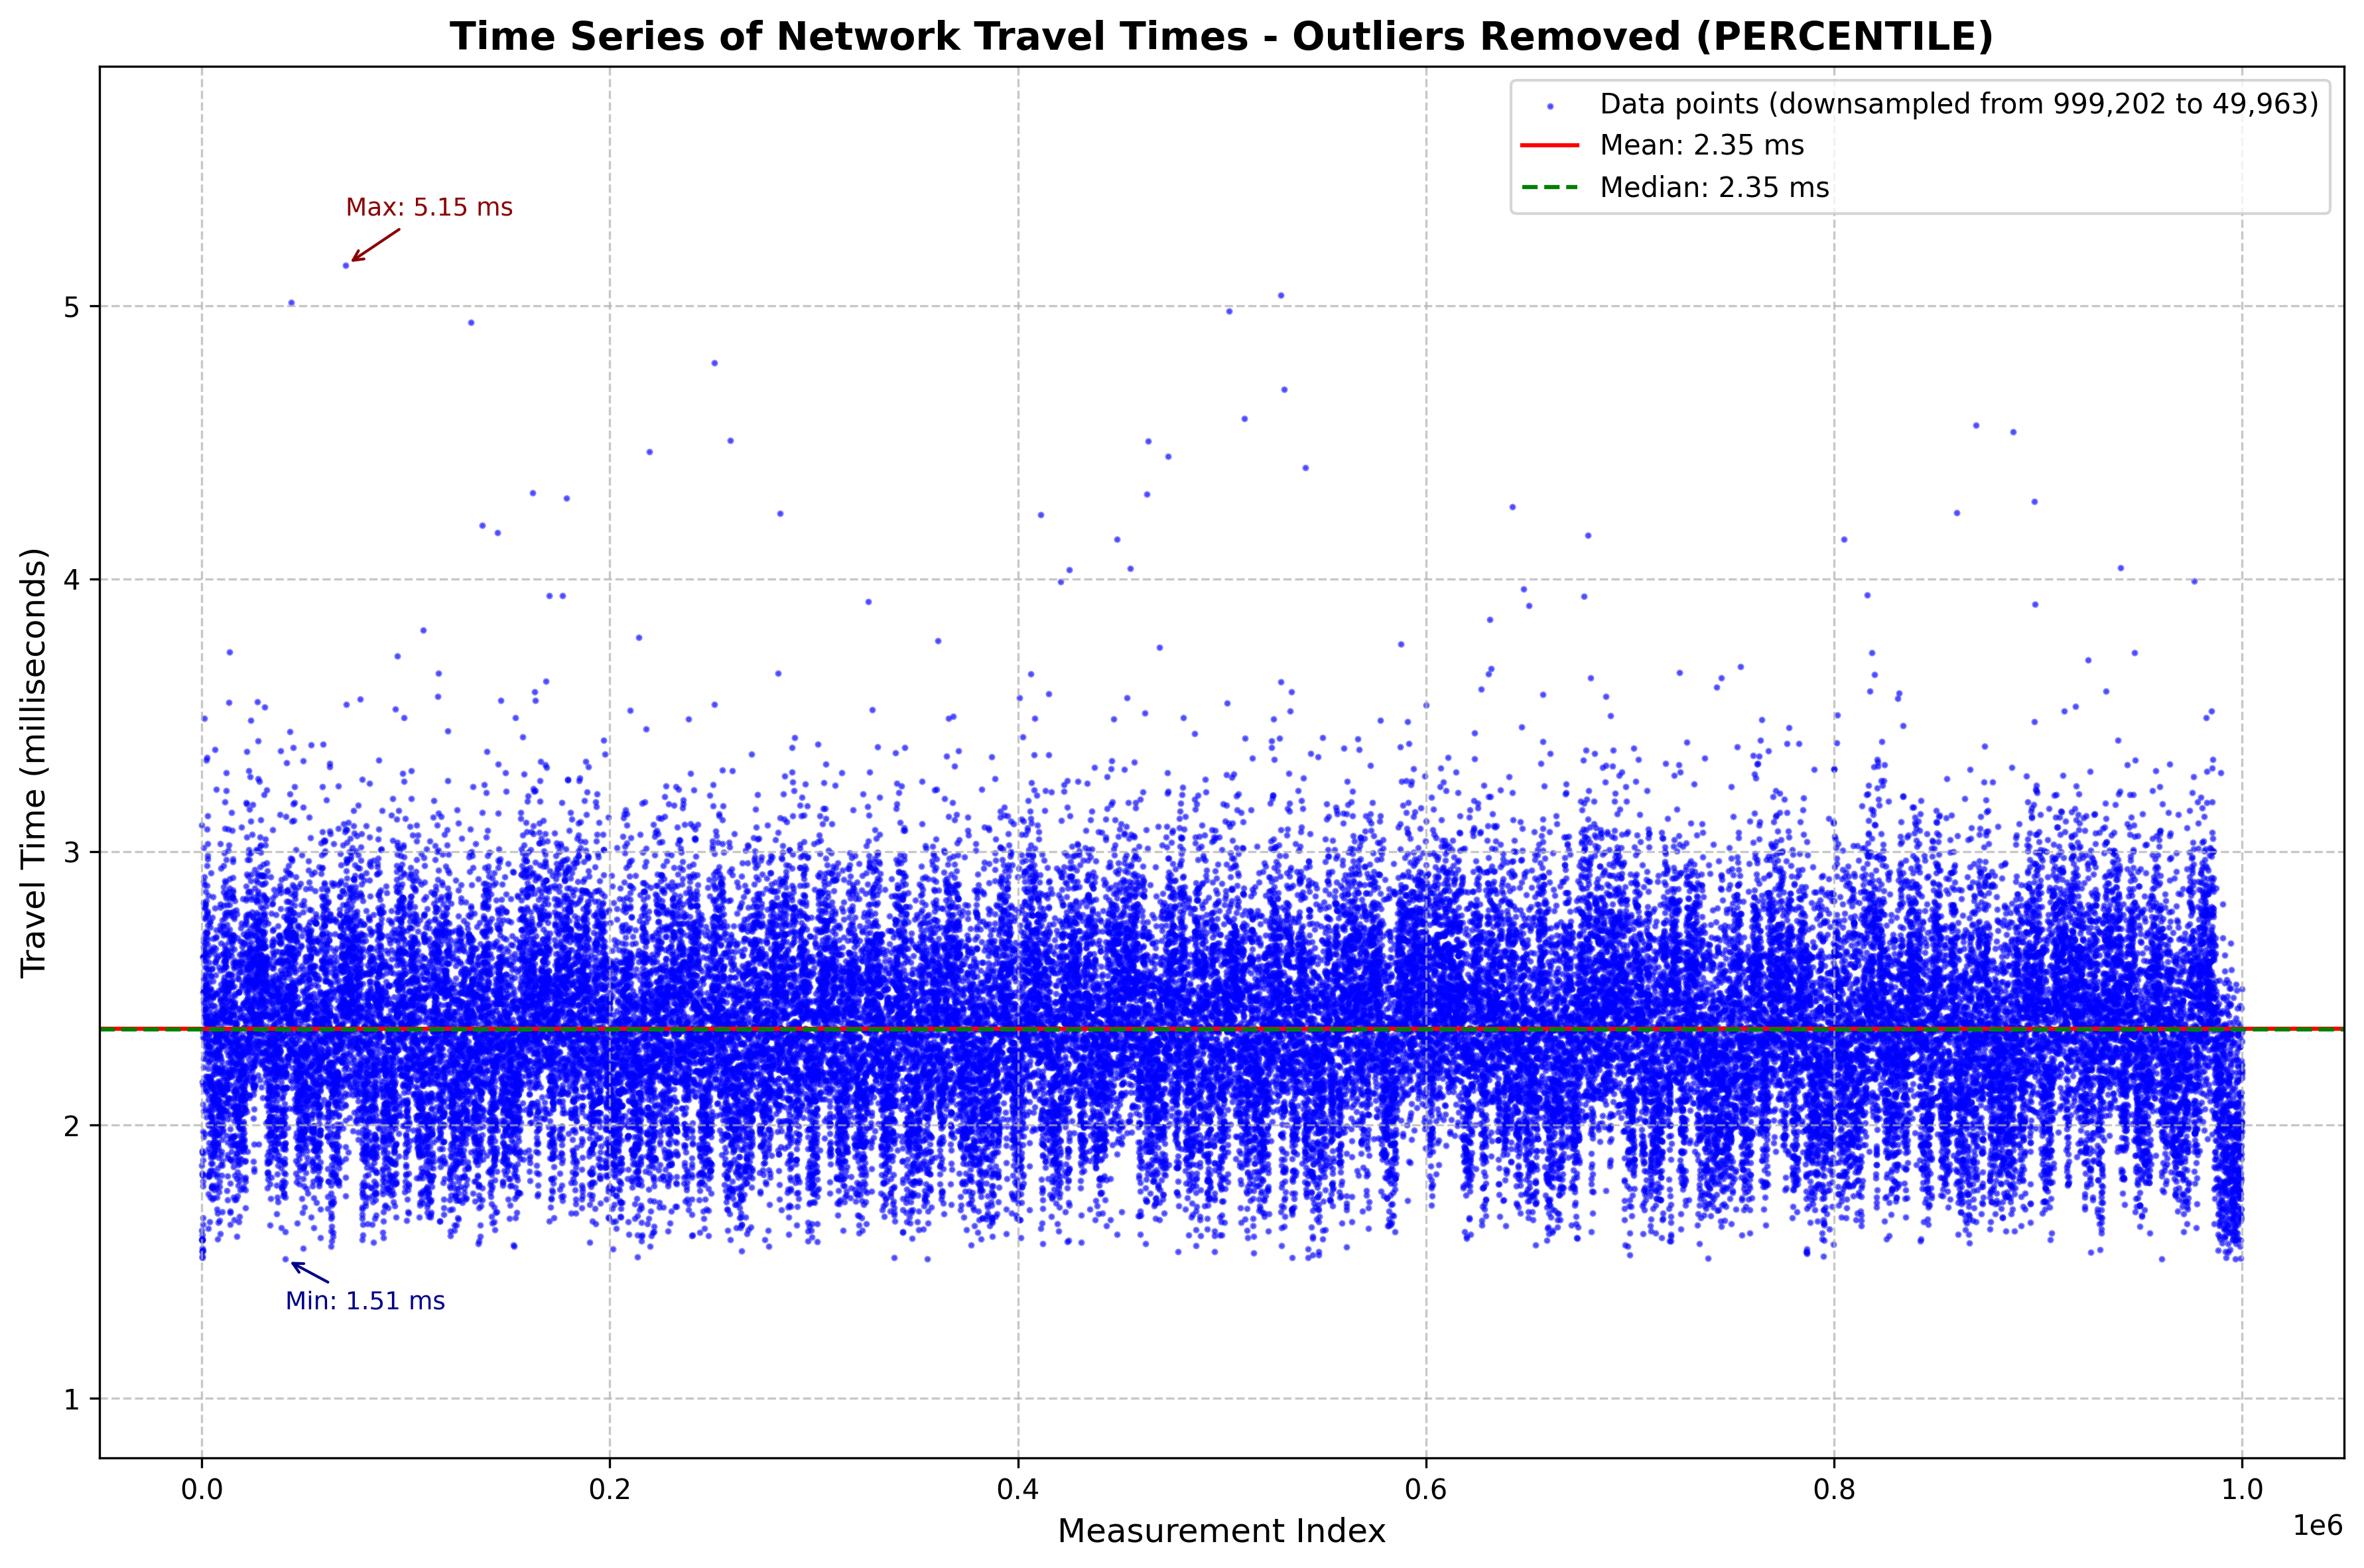 Time Series of Network Travel Times - Outliers Removed (PERCENTILE)
Data points (downsampled from 999,202 to 49,963)
Mean: 2.35 ms
Median: 2.35 ms
Max: 5.15 ms
Min: 1.51 ms
Travel Time (milliseconds)
5
4
3
2
1
0.0 0.2 0.4 0.6 0.8 1.0
1e6
Measurement Index